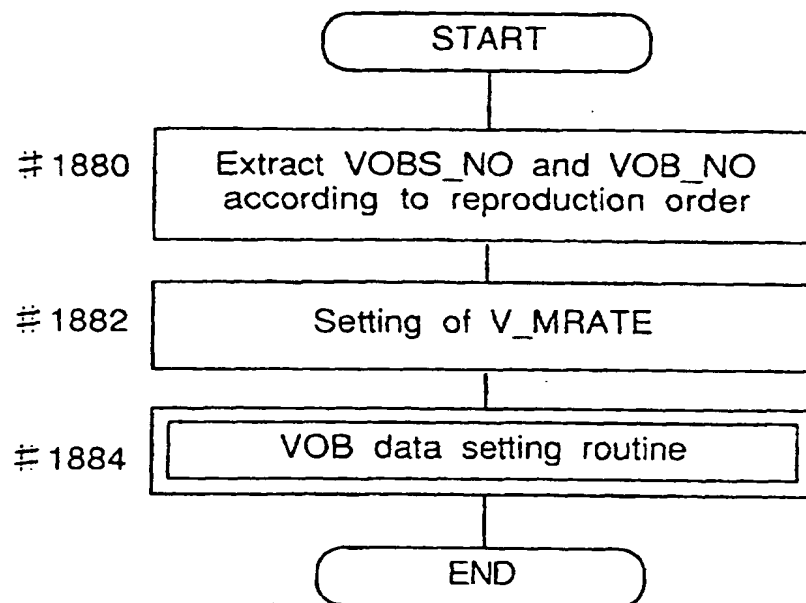 START
#1880
Extract VOBS_NO and VOB_NO
according to reproduction order
#1882
Setting of V_MRATE
#1884
VOB data setting routine
END